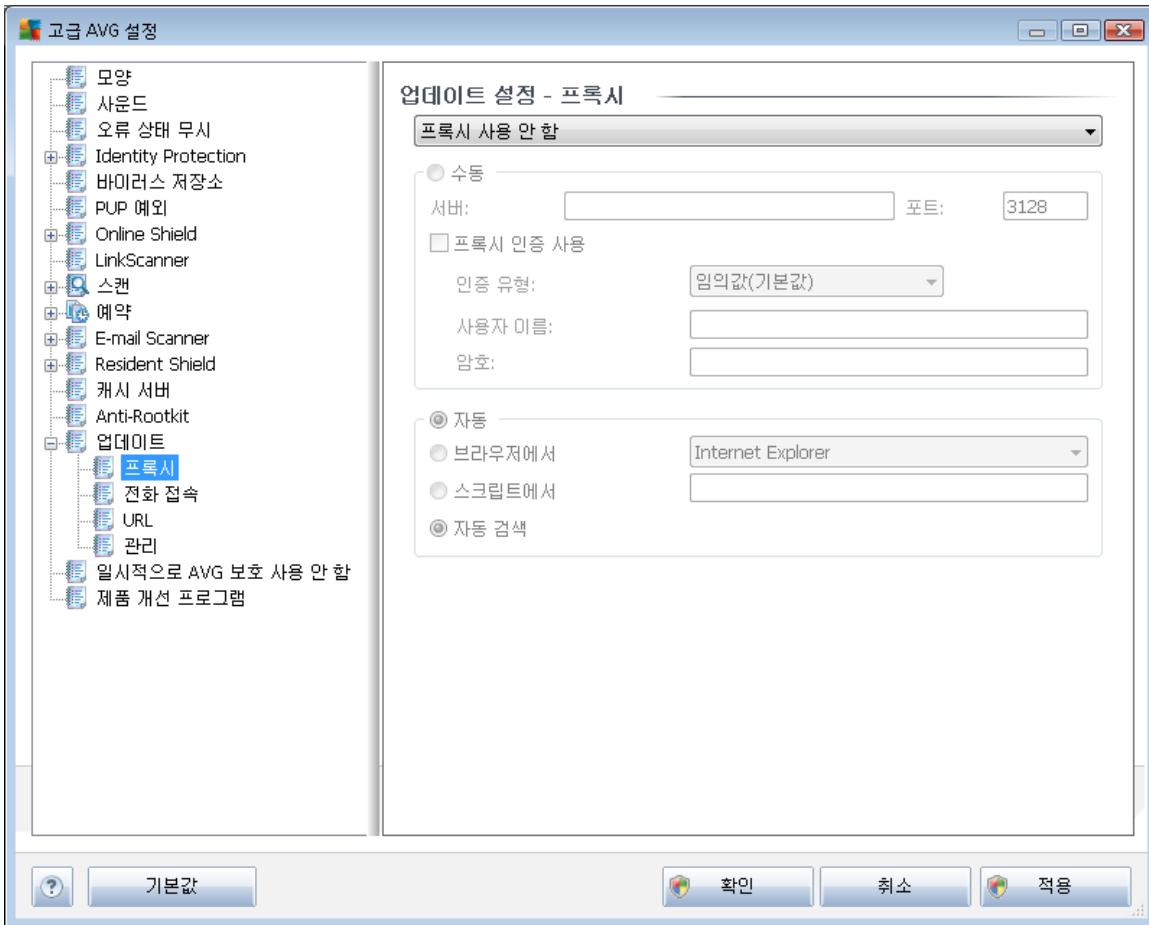 고급 AVG 설정
모양
사운드
오류 상태 무시
Identity Protection
바이러스 저장소
PUP 예외
Online Shield
LinkScanner
스캔
예약
E-mail Scanner
Resident Shield
캐시 서버
Anti-Rootkit
업데이트
프록시
전화 접속
URL
관리
일시적으로 AVG 보호 사용 안 함
제품 개선 프로그램
업데이트 설정 - 프록시
프록시 사용 안 함
수동
서버: 포트: 3128
프록시 인증 사용
인증 유형: 임의값(기본값)
사용자 이름:
암호:
자동
브라우저에서 Internet Explorer
스크립트에서
자동 검색
? 기본값 확인 취소 적용